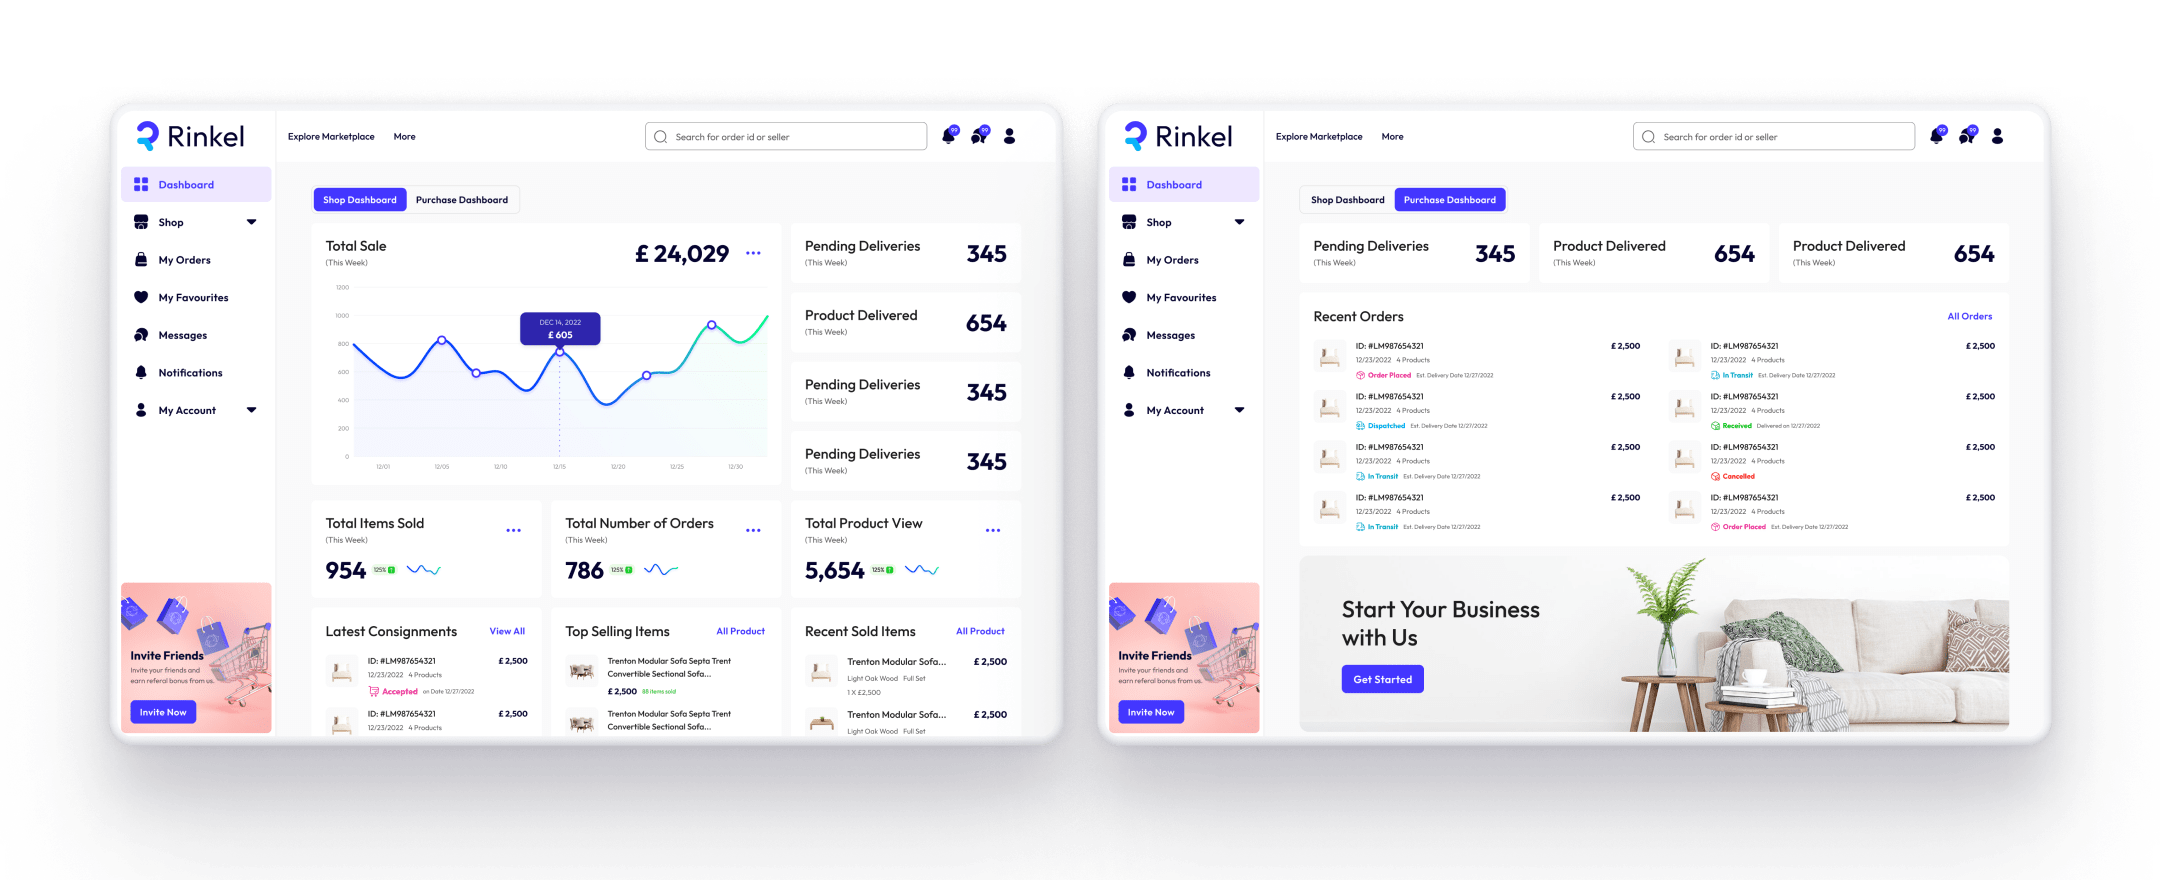 Rinkel
Explore Marketplace More
Search for order id or seller
99 99
Dashboard
Shop
My Orders
My Favourites
Messages
Notifications
My Account
Invite Friends
Invite your friends and
earn referal bonus from us.
Invite Now
Shop Dashboard Purchase Dashboard
Total Sale
(This Week)
£ 24,029
1200
1000
800
600
400
200
0
DEC 14, 2022
£ 605
12/01 12/05 12/10 12/15 12/20 12/25 12/30
Pending Deliveries
(This Week)
345
Product Delivered
(This Week)
654
Pending Deliveries
(This Week)
345
Pending Deliveries
(This Week)
345
Total Items Sold
(This Week)
954 125%
Total Number of Orders
(This Week)
786 125%
Total Product View
(This Week)
5,654 125%
Latest Consignments View All
ID: #LM987654321 £ 2,500
12/23/2022 4 Products
Accepted on Date 12/27/2022
ID: #LM987654321 £ 2,500
12/23/2022 4 Products
Top Selling Items All Product
Trenton Modular Sofa Septa Trent
Convertible Sectional Sofa...
£ 2,500 88 items sold
Trenton Modular Sofa Septa Trent
Convertible Sectional Sofa...
Recent Sold Items All Product
Trenton Modular Sofa... £ 2,500
Light Oak Wood Full Set
1 X £2,500
Trenton Modular Sofa... £ 2,500
Light Oak Wood Full Set
Rinkel
Explore Marketplace More
Search for order id or seller
99 99
Dashboard
Shop
My Orders
My Favourites
Messages
Notifications
My Account
Invite Friends
Invite your friends and
earn referal bonus from us.
Invite Now
Shop Dashboard Purchase Dashboard
Pending Deliveries
(This Week)
345
Product Delivered
(This Week)
654
Product Delivered
(This Week)
654
Recent Orders All Orders
ID: #LM987654321 £ 2,500
12/23/2022 4 Products
Order Placed Est. Delivery Date 12/27/2022
ID: #LM987654321 £ 2,500
12/23/2022 4 Products
Dispatched Est. Delivery Date 12/27/2022
ID: #LM987654321 £ 2,500
12/23/2022 4 Products
In Transit Est. Delivery Date 12/27/2022
ID: #LM987654321 £ 2,500
12/23/2022 4 Products
In Transit Est. Delivery Date 12/27/2022
ID: #LM987654321 £ 2,500
12/23/2022 4 Products
In Transit Est. Delivery Date 12/27/2022
ID: #LM987654321 £ 2,500
12/23/2022 4 Products
Received Delivered on 12/27/2022
ID: #LM987654321 £ 2,500
12/23/2022 4 Products
Cancelled
ID: #LM987654321 £ 2,500
12/23/2022 4 Products
Order Placed Est. Delivery Date 12/27/2022
Start Your Business
with Us
Get Started